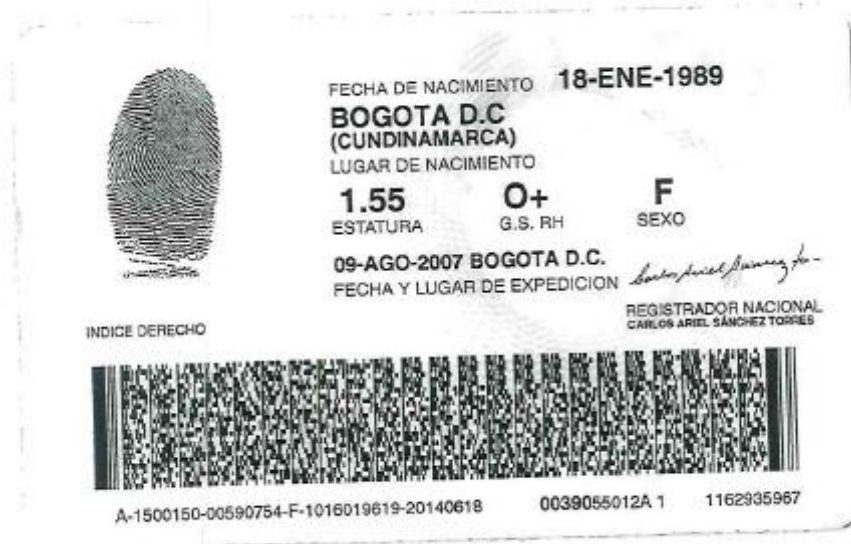 FECHA DE NACIMIENTO 18-ENE-1989
BOGOTA D.C
(CUNDINAMARCA)
LUGAR DE NACIMIENTO
1.55 O+ F
ESTATURA G.S. RH SEXO
09-AGO-2007 BOGOTA D.C.
FECHA Y LUGAR DE EXPEDICION
REGISTRADOR NACIONAL
CARLOS ARIEL SÁNCHEZ TORRES
INDICE DERECHO
A-1500150-00590754-F-1016019619-20140618 0039055012A 1 1162935967